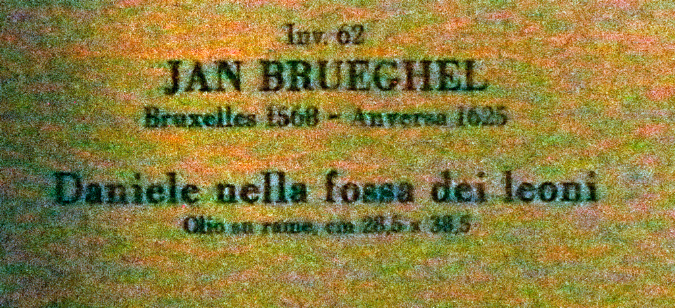 Inv. 62
JAN BRUEGHEL
Bruxelles 1568 - Anversa 1625
Daniele nella fossa dei leoni
Olio su rame, cm 28,5 x 38,5